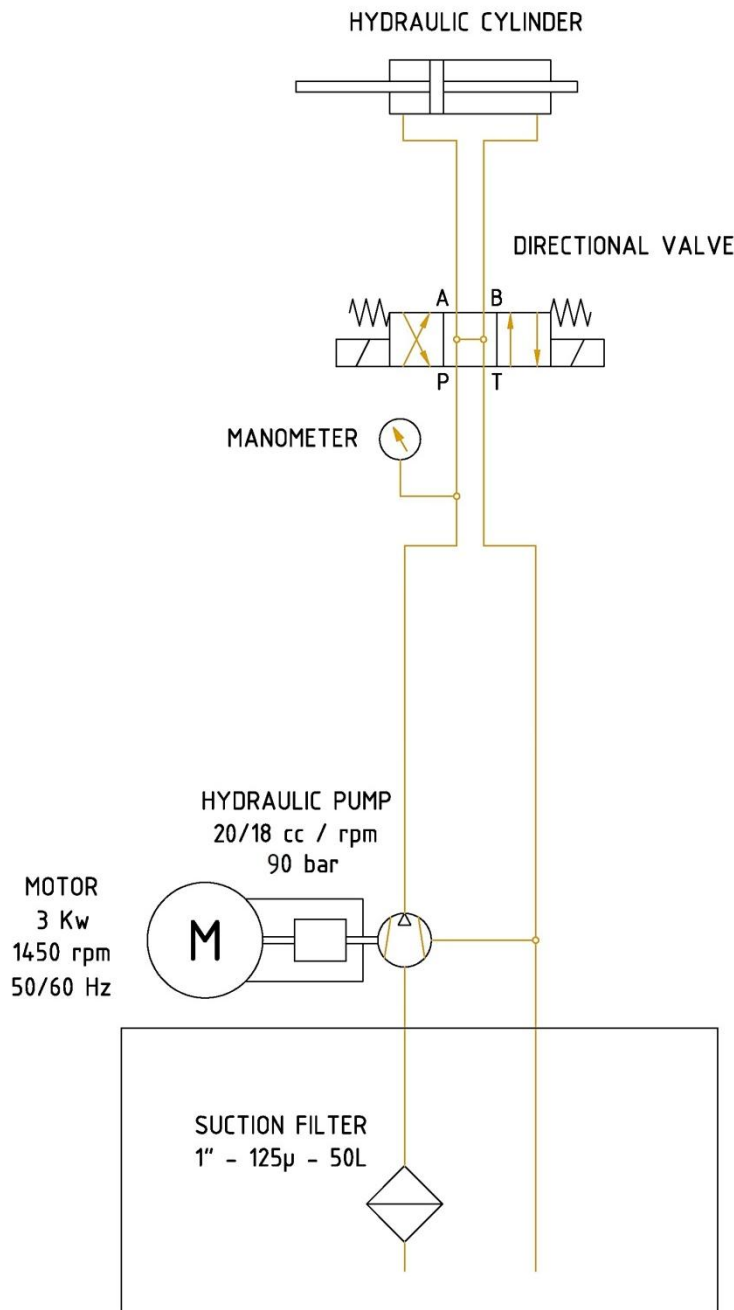 HYDRAULIC CYLINDER
DIRECTIONAL VALVE
A B
P T
MANOMETER
HYDRAULIC PUMP
20/18 cc / rpm
90 bar
MOTOR
3 Kw
1450 rpm
50/60 Hz
M
SUCTION FILTER
1" - 125µ - 50L